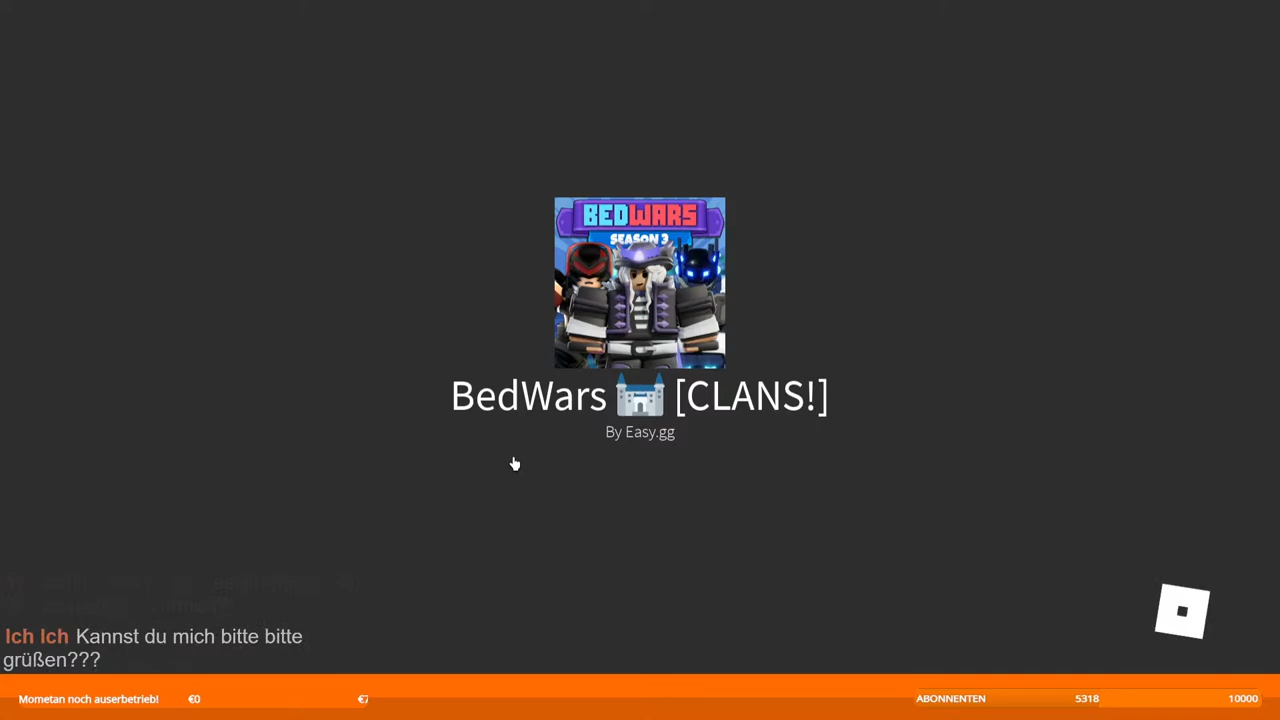 BEDWARS
SEASON 3
BedWars 🏰 [CLANS!]
By Easy.gg
Ich Ich Kannst du mich bitte bitte
grüßen???
Mometan noch auserbetrieb! €0 €7
ABONNENTEN 5318 10000